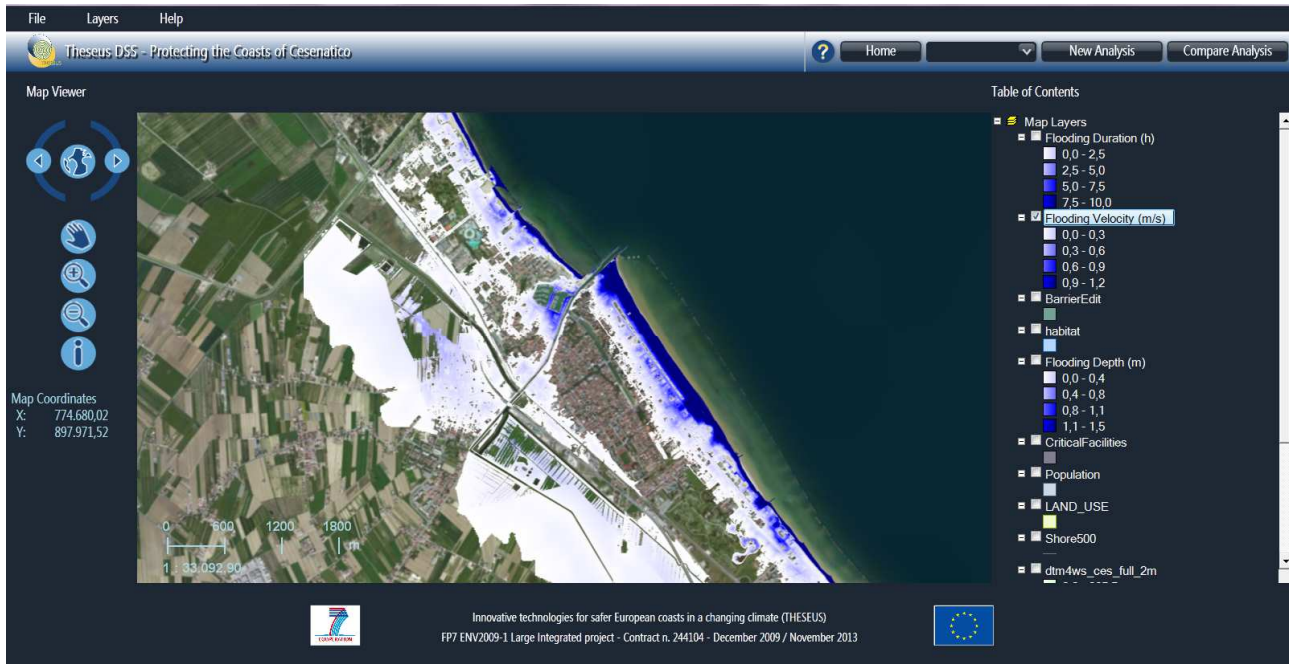 File Layers Help
Theseus DSS - Protecting the Coasts of Cesenatico
? Home New Analysis Compare Analysis
Map Viewer
Table of Contents
Map Layers
Flooding Duration (h)
0,0 - 2,5
2,5 - 5,0
5,0 - 7,5
7,5 - 10,0
Flooding Velocity (m/s)
0,0 - 0,3
0,3 - 0,6
0,6 - 0,9
0,9 - 1,2
BarrierEdit
habitat
Flooding Depth (m)
0,0 - 0,4
0,4 - 0,8
0,8 - 1,1
1,1 - 1,5
CriticalFacilities
Population
LAND_USE
Shore500
dtm4ws_ces_full_2m
Map Coordinates
X: 774.680,02
Y: 897.971,52
0 600 1200 1800
m
1 : 33.092,90
Innovative technologies for safer European coasts in a changing climate (THESEUS)
FP7 ENV2009-1 Large Integrated project - Contract n. 244104 - December 2009 / November 2013